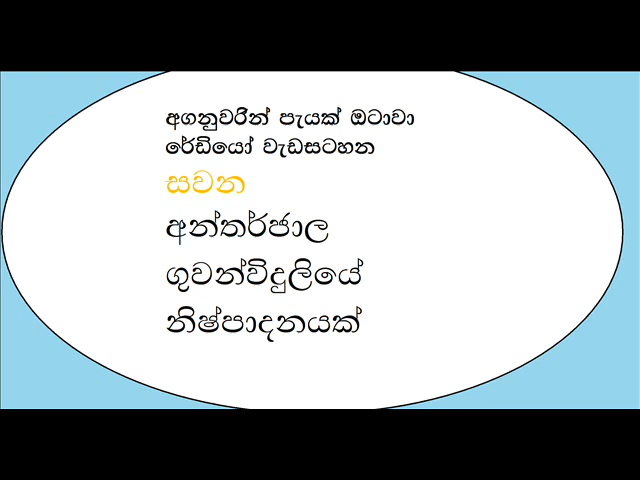 අගනුවරින් පැයක් ඔටාවා
රේඩියෝ වැඩසටහන
සවන
අන්තර්ජාල
ගුවන්විදුලියේ
නිෂ්පාදනයක්